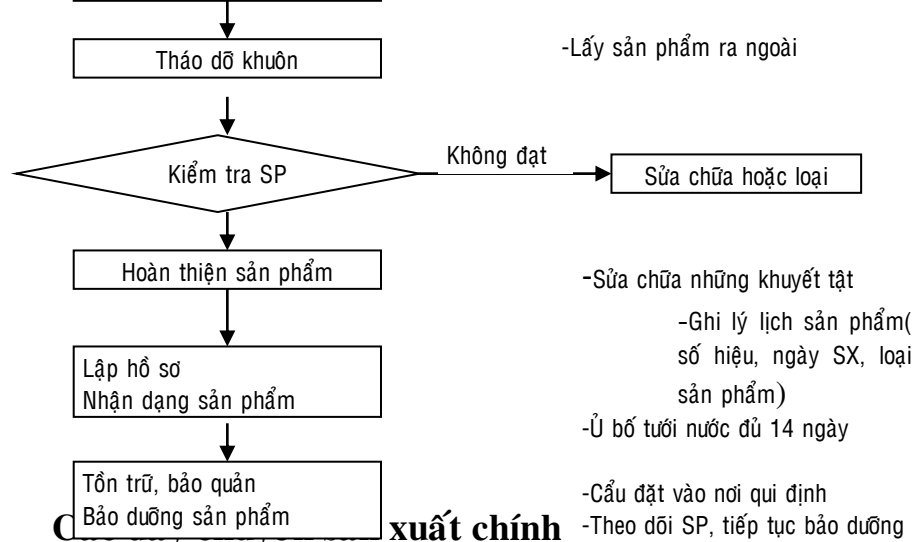 Tháo dỡ khuôn
-Lấy sản phẩm ra ngoài
Kiểm tra SP
Không đạt
Sửa chữa hoặc loại
Hoàn thiện sản phẩm
-Sửa chữa những khuyết tật
-Ghi lý lịch sản phẩm(
số hiệu, ngày SX, loại
sản phẩm)
Lập hồ sơ
Nhận dạng sản phẩm
-Ủ bố tưới nước đủ 14 ngày
Tồn trữ, bảo quản
Bảo dưỡng sản phẩm
-Cẩu đặt vào nơi qui định
-Theo dõi SP, tiếp tục bảo dưỡng
xuất chính